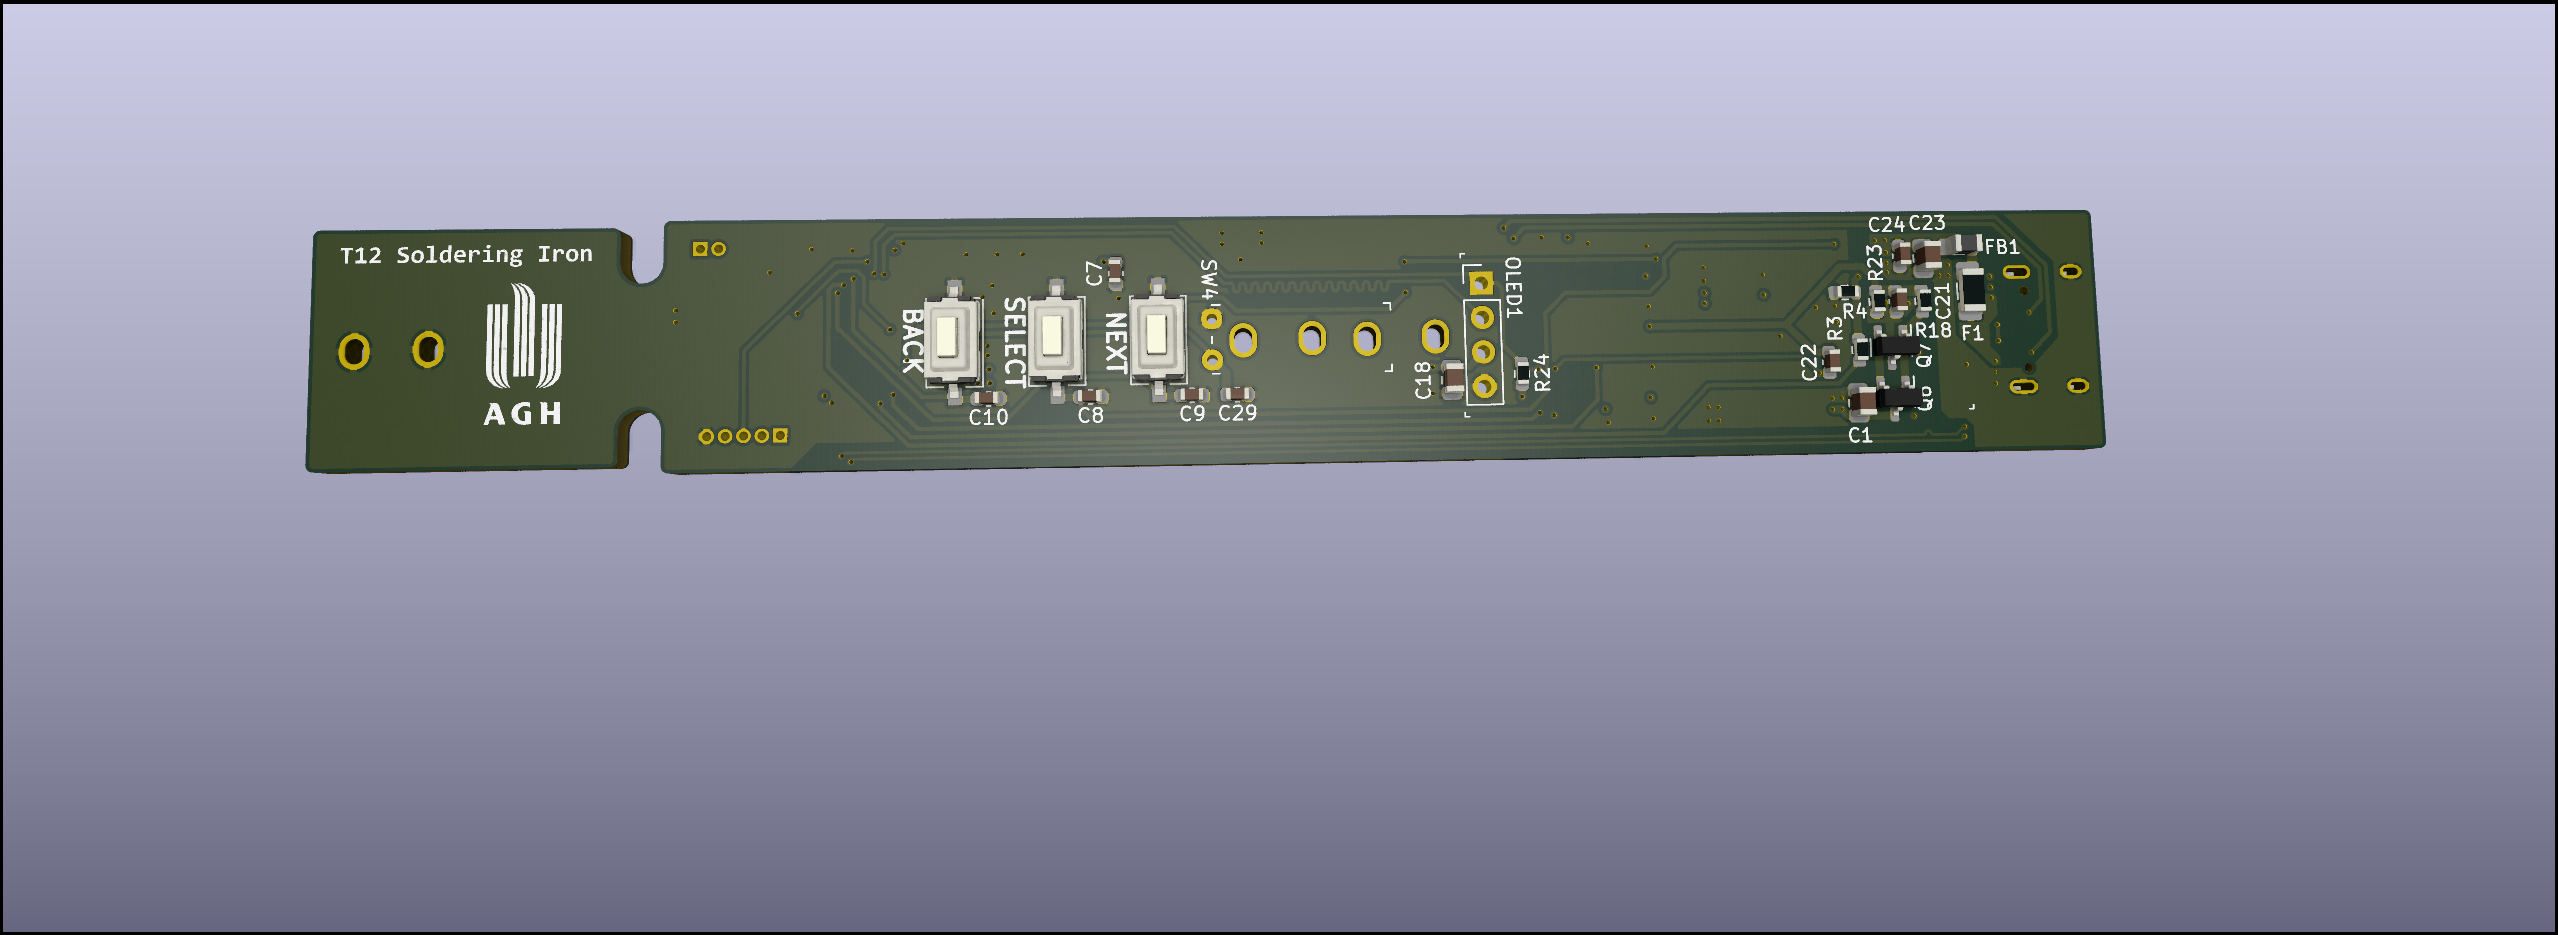 T12 Soldering Iron
AGH
BACK
SELECT
NEXT
C7
SW4
C10
C8
C9
C29
OLED1
C18
R24
C24
C23
FB1
R23
R4
C21
R3
R18
F1
C22
Q7
C1